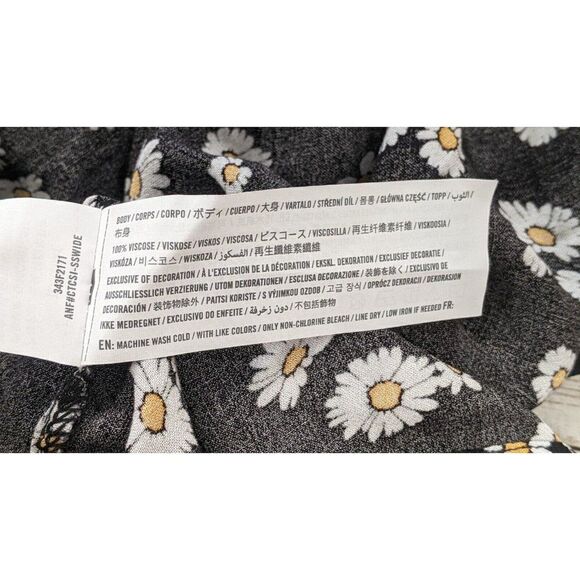 343F2171
ANF#CTCSI-SSWIDE
BODY / CORPS / CORPO / ボディ / CUERPO / 大身 / VARTALO / STŘEDNÍ DÍL / 몸통 / GŁÓWNA CZĘŚĆ / TOPP / الثوب /
布身
100% VISCOSE / VISKOSE / VISKOS / VISCOSA / ビスコース / VISCOSILLA / 再生纤维素纤维 / VISKOOSIA /
VISKÓZA / 비스코스 / WISKOZA / الفسكوز / 再生纖維素纖維
EXCLUSIVE OF DECORATION / À L'EXCLUSION DE LA DÉCORATION / EKSKL. DEKORATION / EXCLUSIF DECORATIE /
AUSSCHLIESSLICH VERZIERUNG / UTOM DEKORATIONEN / ESCLUSA DECORAZIONE / 装飾を除く / EXCLUSIVO DE
DECORACIÓN / 装饰物除外 / PAITSI KORISTE / S VÝJIMKOU OZDOB / 고급 장식 / OPRÓCZ DEKORACJI / DEKORASION
IKKE MEDREGNET / EXCLUSIVO DO ENFEITE / دون زخرفة / 不包括飾物
EN: MACHINE WASH COLD / WITH LIKE COLORS / ONLY NON-CHLORINE BLEACH / LINE DRY / LOW IRON IF NEEDED FR: